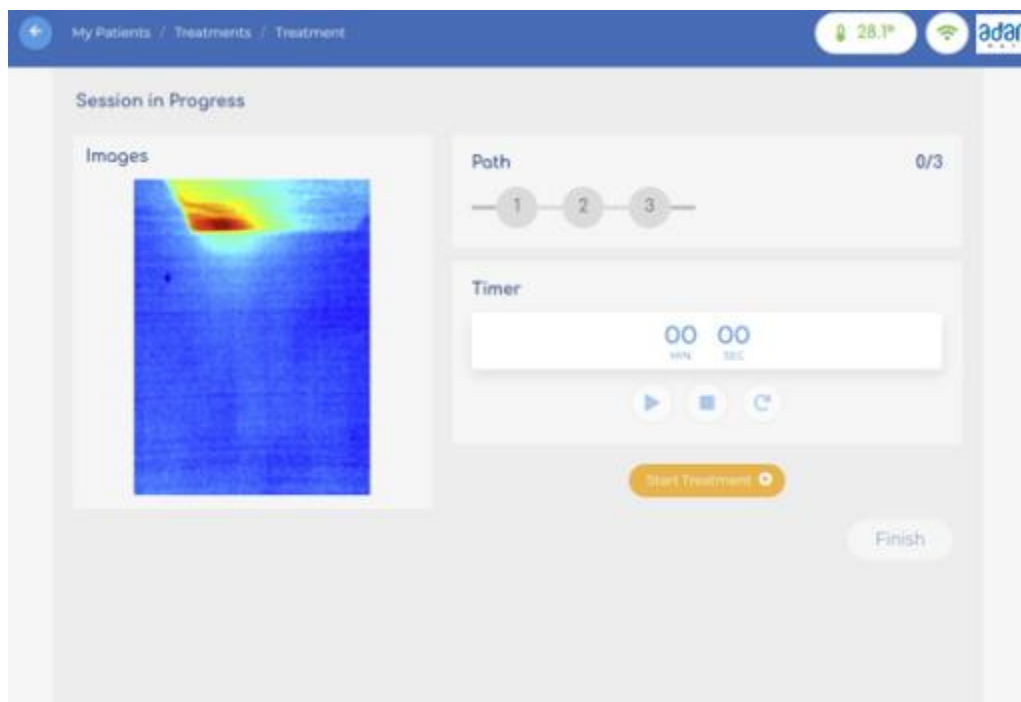 My Patients / Treatments / Treatment
28.1°
Session in Progress
Images
Path
0/3
1 2 3
Timer
00 00
MIN SEC
Start Treatment
Finish